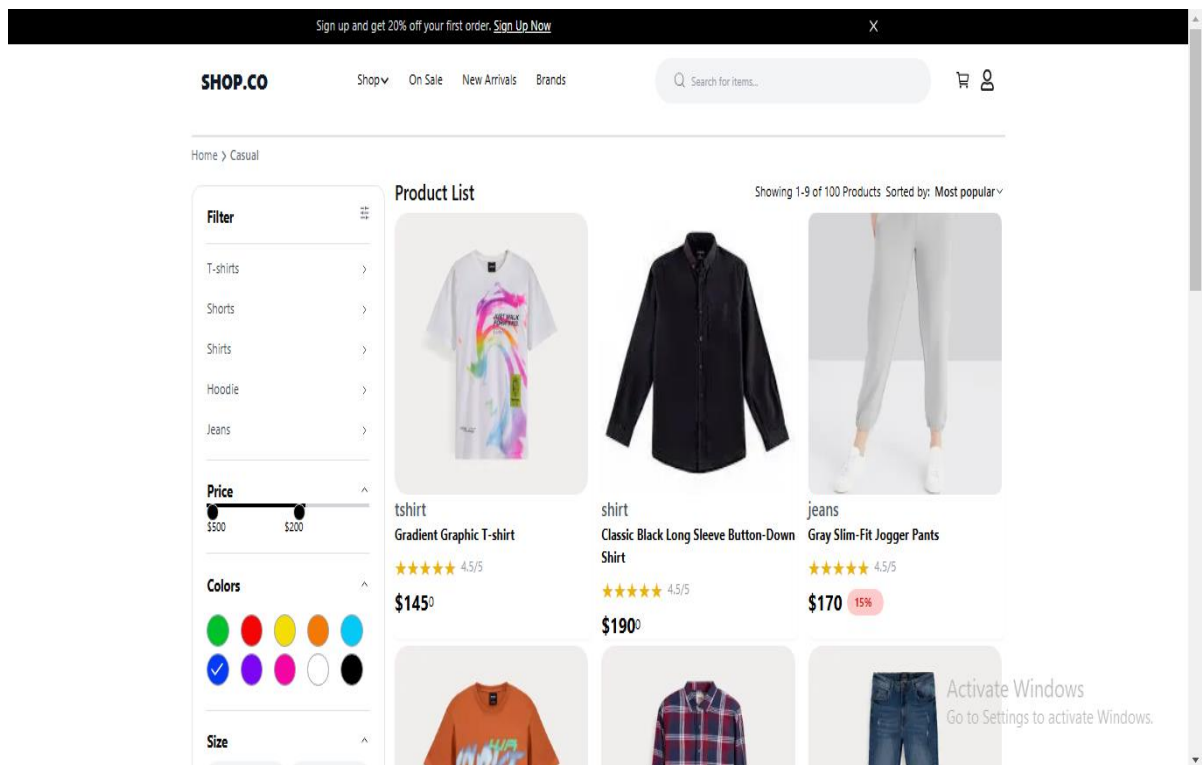 Sign up and get 20% off your first order. Sign Up Now
X
SHOP.CO
Shop On Sale New Arrivals Brands
Search for items...
Home > Casual
Filter
T-shirts
Shorts
Shirts
Hoodie
Jeans
Price
$500 $200
Colors
Size
Product List
Showing 1-9 of 100 Products Sorted by: Most popular
JUST WALK
tshirt
Gradient Graphic T-shirt
4.5/5
$1450
shirt
Classic Black Long Sleeve Button-Down
Shirt
4.5/5
$1900
jeans
Gray Slim-Fit Jogger Pants
4.5/5
$170 15%
Activate Windows
Go to Settings to activate Windows.